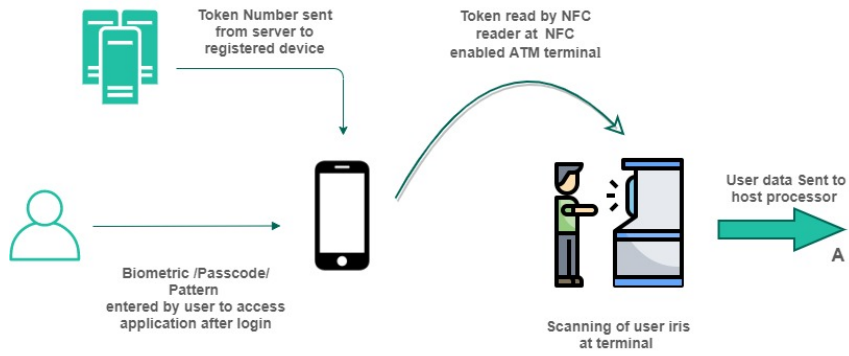 Token Number sent
from server to
registered device
Token read by NFC
reader at NFC
enabled ATM terminal
User data Sent to
host processor
A
Biometric /Passcode/
Pattern
entered by user to access
application after login
Scanning of user iris
at terminal